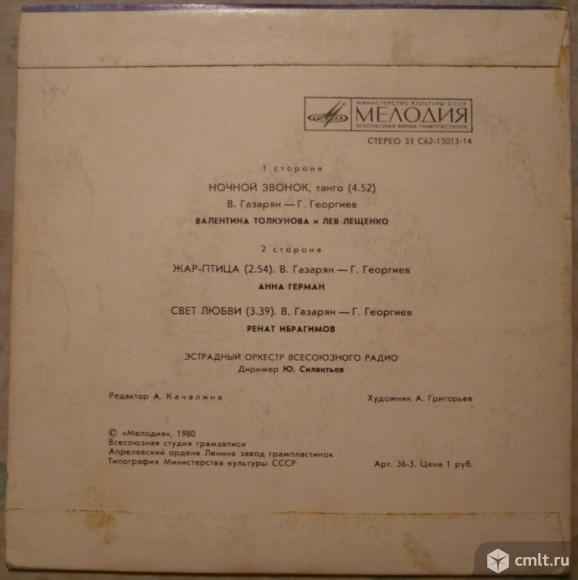 МИНИСТЕРСТВО КУЛЬТУРЫ СССР
МЕЛОДИЯ
ВСЕСОЮЗНАЯ ФИРМА ГРАМПЛАСТИНОК
СТЕРЕО 33 С62-13013-14
1 сторона
НОЧНОЙ ЗВОНОК, танго (4.52)
В. Газарян — Г. Георгиев
ВАЛЕНТИНА ТОЛКУНОВА и ЛЕВ ЛЕЩЕНКО
2 сторона
ЖАР-ПТИЦА (2.54). В. Газарян — Г. Георгиев
АННА ГЕРМАН
СВЕТ ЛЮБВИ (3.39). В. Газарян — Г. Георгиев
РЕНАТ ИБРАГИМОВ
ЭСТРАДНЫЙ ОРКЕСТР ВСЕСОЮЗНОГО РАДИО
Дирижер Ю. Силантьев
Редактор А. Качалина
Художник А. Григорьев
© «Мелодия», 1980
Всесоюзная студия грамзаписи
Апрелевский ордена Ленина завод грампластинок
Типография Министерства культуры СССР
Арт. 36-3. Цена 1 руб.
cmlt.ru